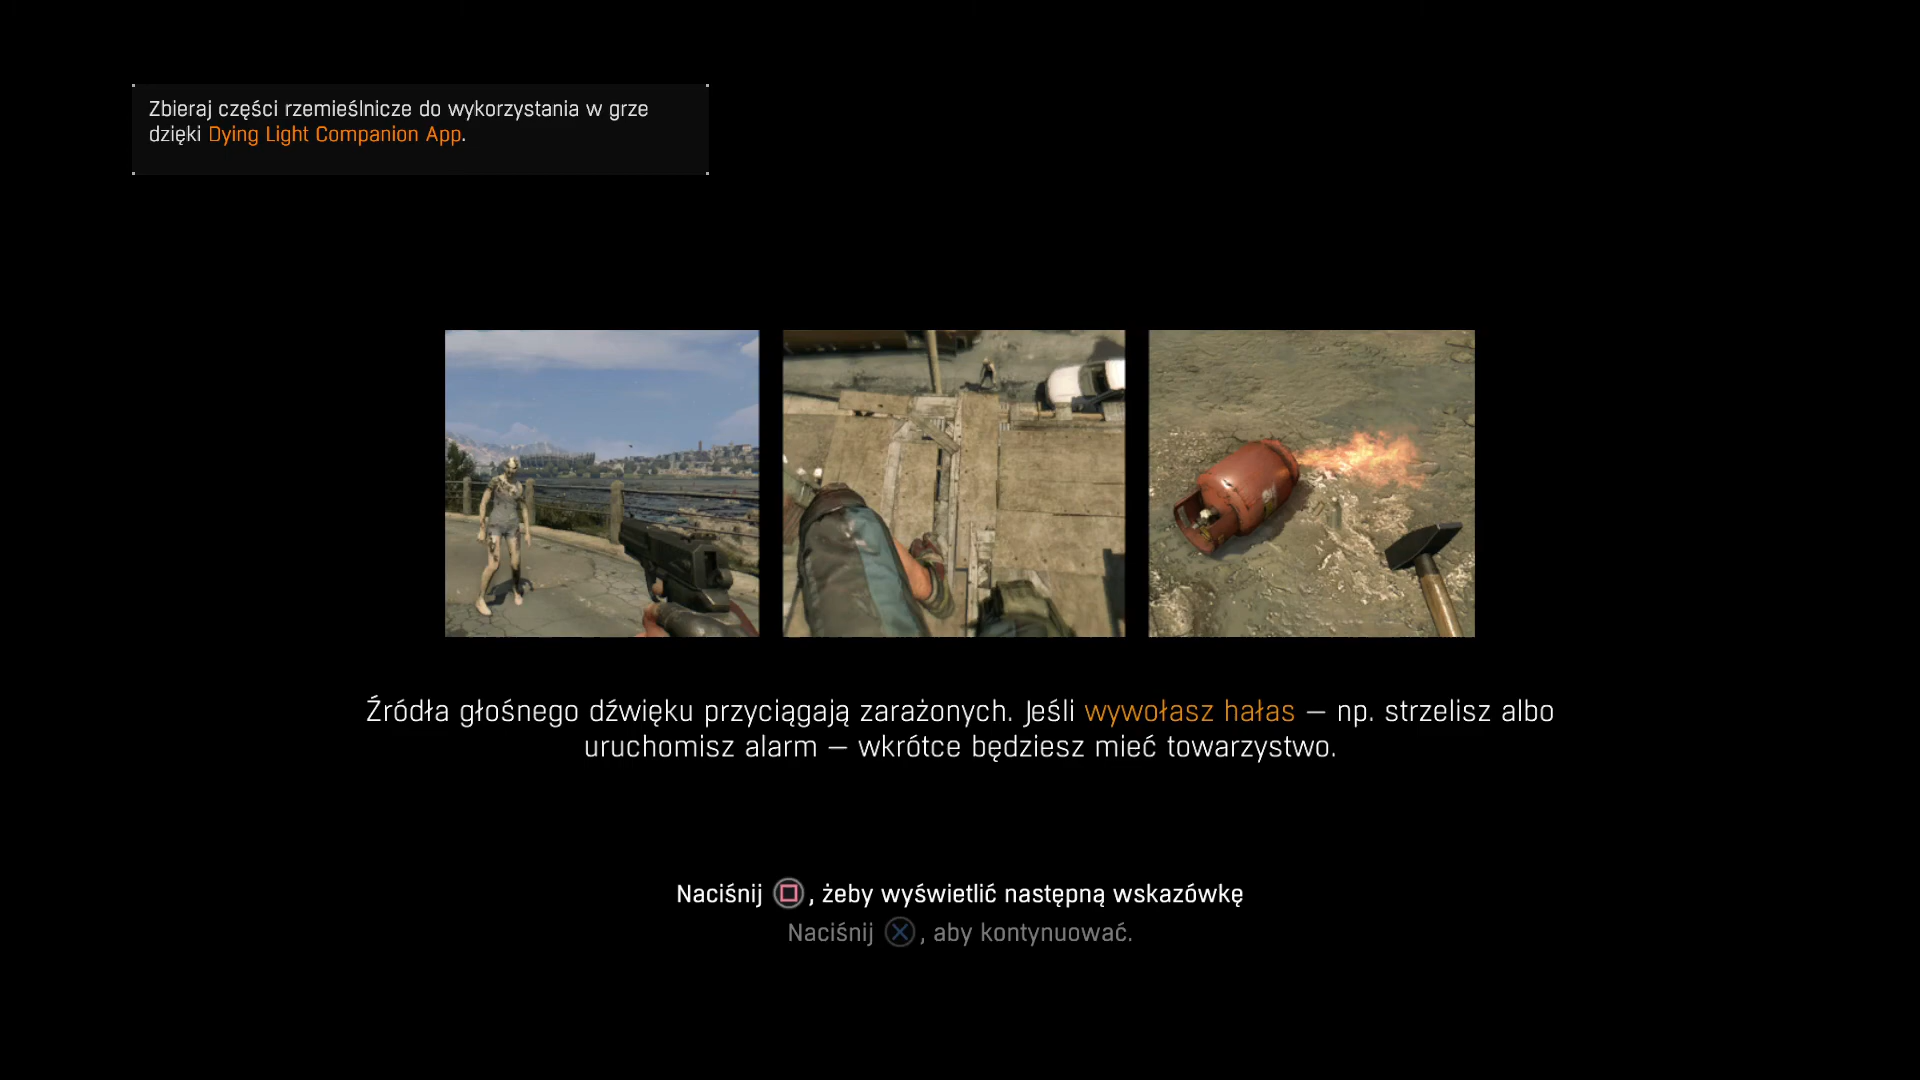 Zbieraj części rzemieślnicze do wykorzystania w grze
dzięki Dying Light Companion App.
Źródła głośnego dźwięku przyciągają zarażonych. Jeśli wywołasz hałas – np. strzelisz albo
uruchomisz alarm – wkrótce będziesz mieć towarzystwo.
Naciśnij , żeby wyświetlić następną wskazówkę
Naciśnij , aby kontynuować.